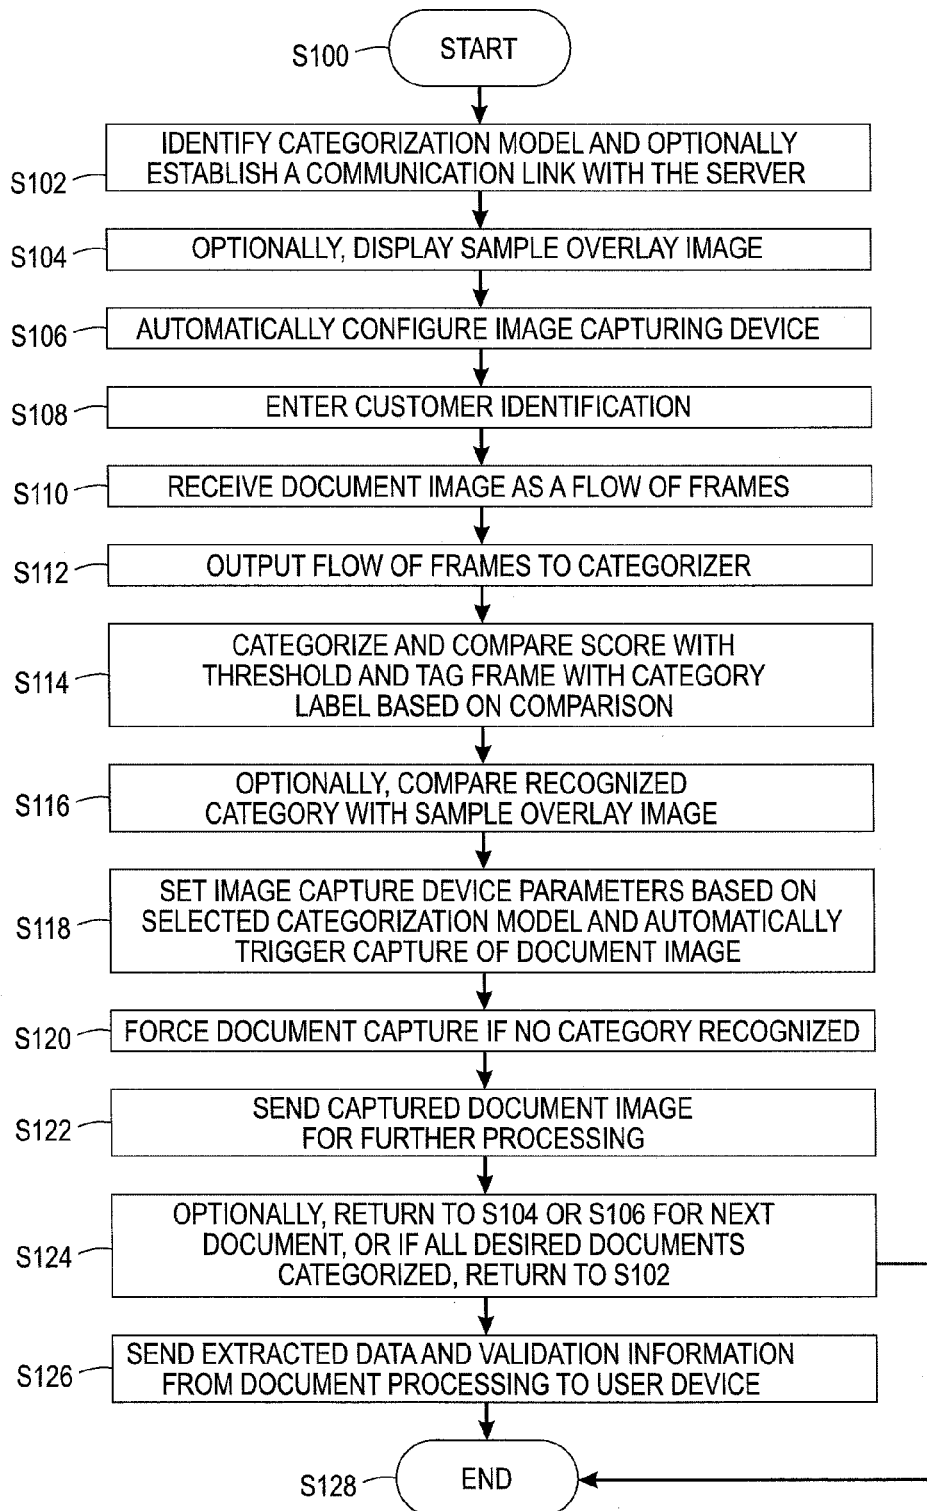 S100
START
S102
IDENTIFY CATEGORIZATION MODEL AND OPTIONALLY
ESTABLISH A COMMUNICATION LINK WITH THE SERVER
S104
OPTIONALLY, DISPLAY SAMPLE OVERLAY IMAGE
S106
AUTOMATICALLY CONFIGURE IMAGE CAPTURING DEVICE
S108
ENTER CUSTOMER IDENTIFICATION
S110
RECEIVE DOCUMENT IMAGE AS A FLOW OF FRAMES
S112
OUTPUT FLOW OF FRAMES TO CATEGORIZER
S114
CATEGORIZE AND COMPARE SCORE WITH
THRESHOLD AND TAG FRAME WITH CATEGORY
LABEL BASED ON COMPARISON
S116
OPTIONALLY, COMPARE RECOGNIZED
CATEGORY WITH SAMPLE OVERLAY IMAGE
S118
SET IMAGE CAPTURE DEVICE PARAMETERS BASED ON
SELECTED CATEGORIZATION MODEL AND AUTOMATICALLY
TRIGGER CAPTURE OF DOCUMENT IMAGE
S120
FORCE DOCUMENT CAPTURE IF NO CATEGORY RECOGNIZED
S122
SEND CAPTURED DOCUMENT IMAGE
FOR FURTHER PROCESSING
S124
OPTIONALLY, RETURN TO S104 OR S106 FOR NEXT
DOCUMENT, OR IF ALL DESIRED DOCUMENTS
CATEGORIZED, RETURN TO S102
S126
SEND EXTRACTED DATA AND VALIDATION INFORMATION
FROM DOCUMENT PROCESSING TO USER DEVICE
S128
END